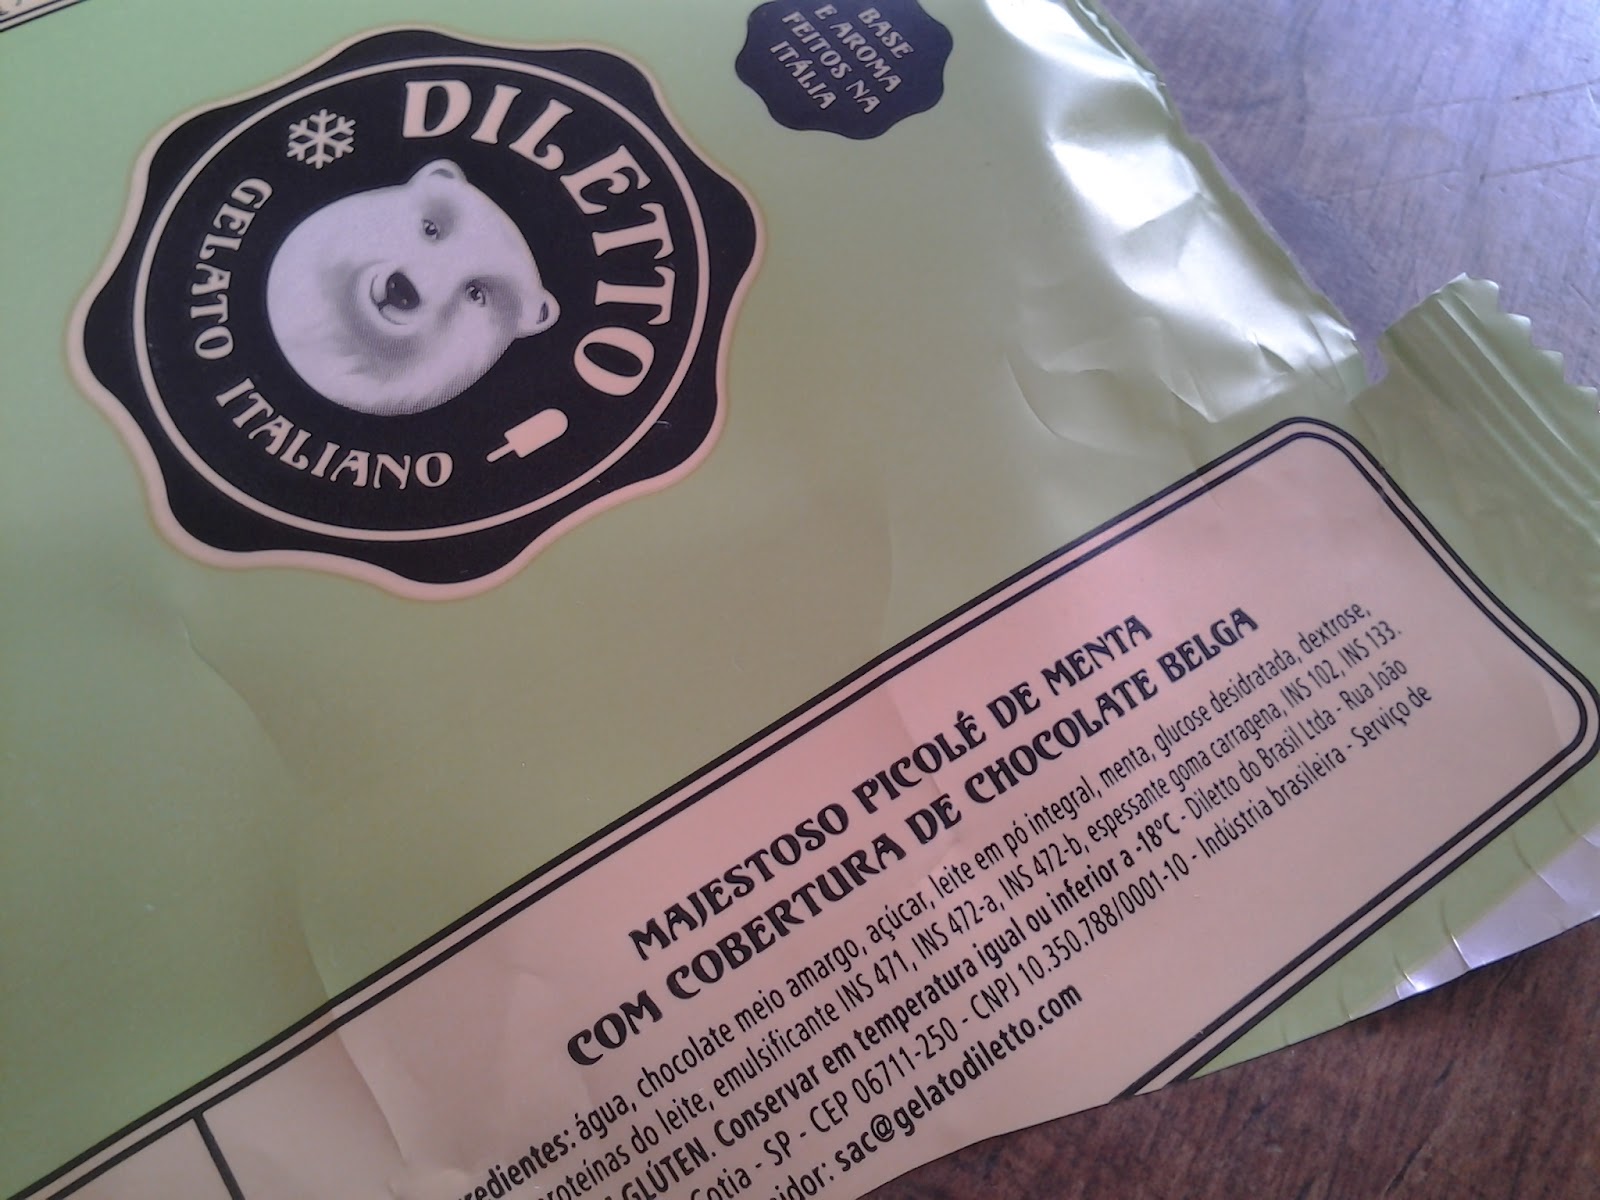 DILETTO
GELATO ITALIANO
BASE
E AROMA
FEITOS NA
ITÁLIA
MAJESTOSO PICOLÉ DE MENTA
COM COBERTURA DE CHOCOLATE BELGA
redientes: água, chocolate meio amargo, açúcar, leite em pó integral, menta, glucose desidratada, dextrose,
proteínas do leite, emulsificante INS 471, INS 472-a, INS 472-b, espessante goma carragena, INS 102, INS 133.
GLÚTEN. Conservar em temperatura igual ou inferior a -18°C - Diletto do Brasil Ltda - Rua João
Cotia - SP - CEP 06711-250 - CNPJ 10.350.788/0001-10 - Indústria brasileira - Serviço de
midor: sac@gelatodiletto.com